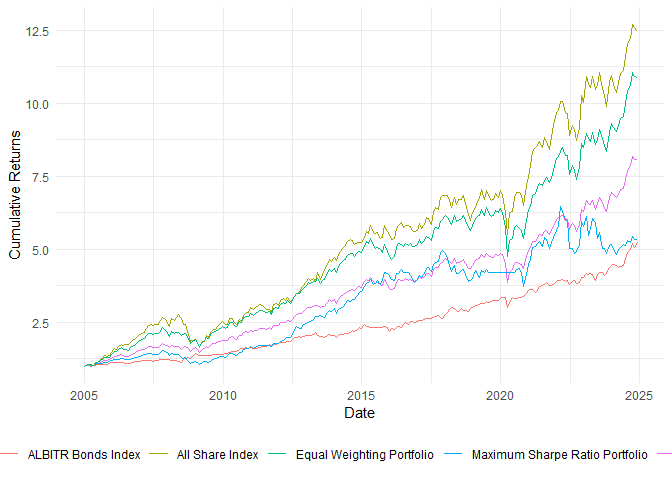 12.5
10.0
7.5
5.0
2.5
Cumulative Returns
2005 2010 2015 2020 2025
Date
ALBITR Bonds Index All Share Index Equal Weighting Portfolio Maximum Sharpe Ratio Portfolio